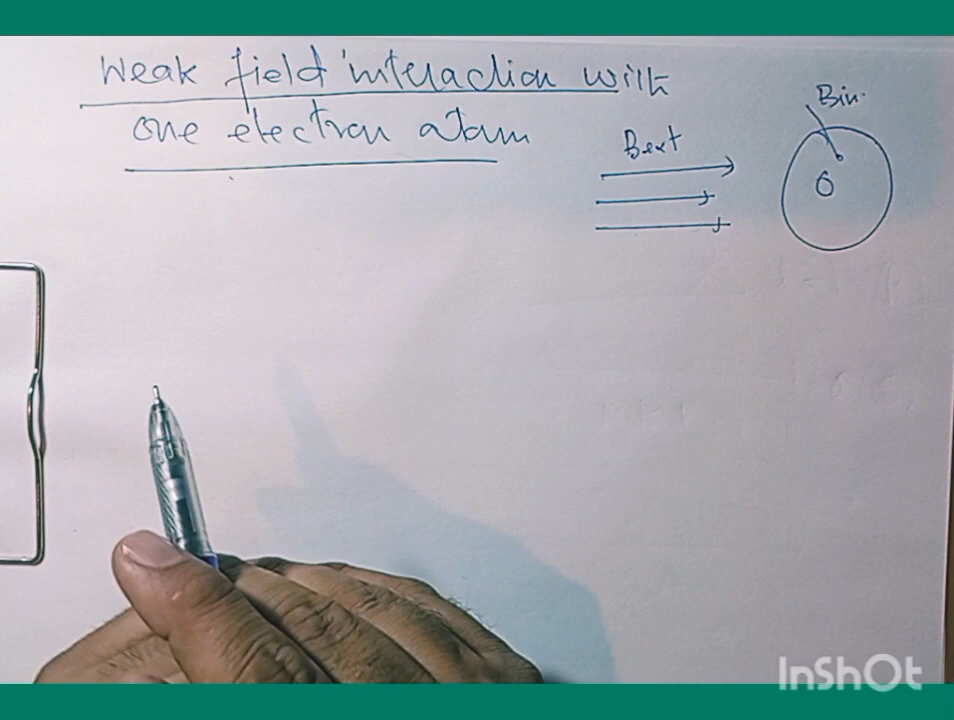 Weak field interaction with
one electron atom
Bext
Bin.
InShOt